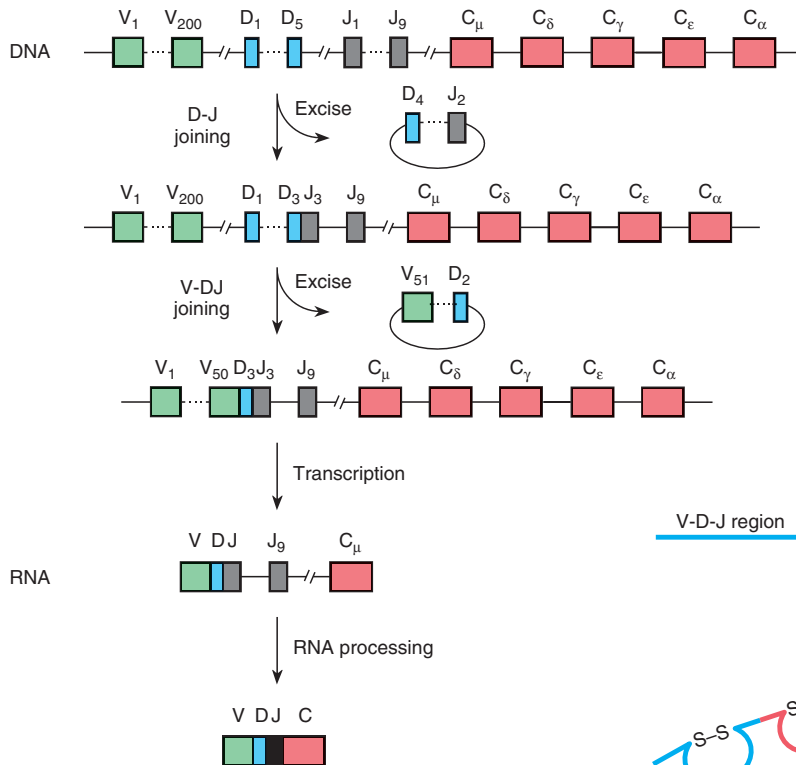 V₁ V₂₀₀ D₁ D₅ J₁ J₉ Cμ Cδ Cγ Cε Cα
DNA
D-J joining
Excise
D₄ J₂
V₁ V₂₀₀ D₁ D₃ J₃ J₉ Cμ Cδ Cγ Cε Cα
V-DJ joining
Excise
V₅₁ D₂
V₁ V₅₀ D₃ J₃ J₉ Cμ Cδ Cγ Cε Cα
Transcription
V-D-J region
V D J J₉ Cμ
RNA
RNA processing
V D J C
S–S
S